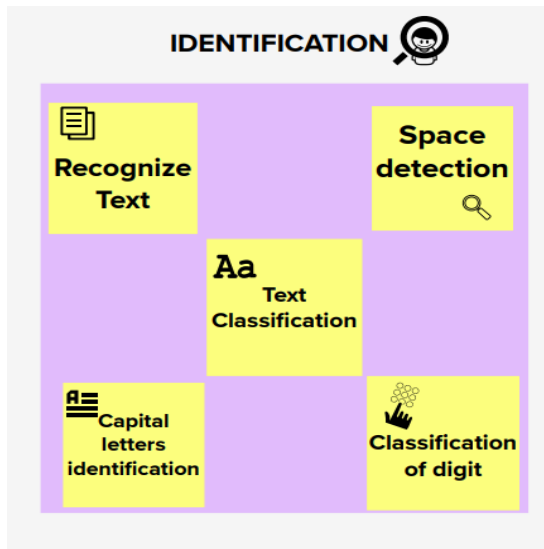 IDENTIFICATION
Recognize
Text
Space
detection
Aa
Text
Classification
A
Capital
letters
identification
Classification
of digit